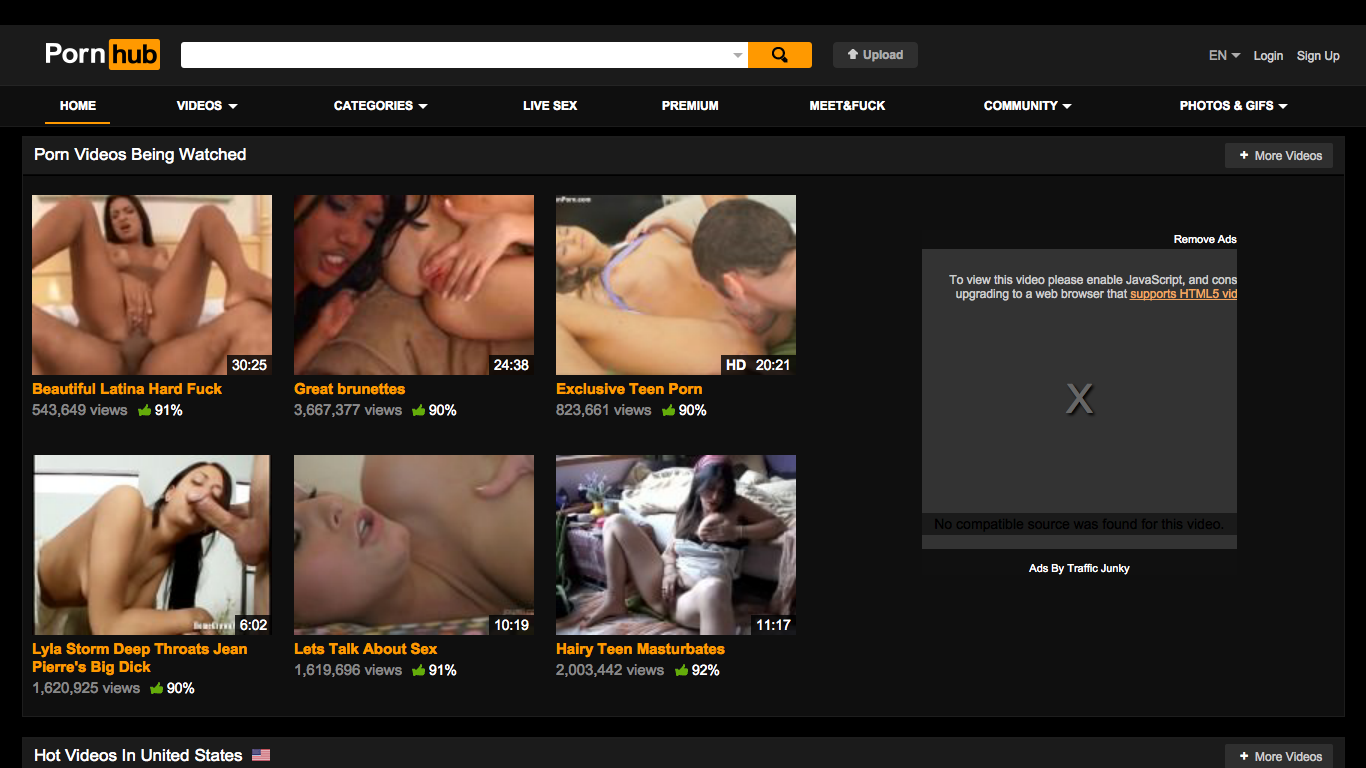 Pornhub
Upload
EN
Login
Sign Up
HOME
VIDEOS
CATEGORIES
LIVE SEX
PREMIUM
MEET&FUCK
COMMUNITY
PHOTOS & GIFS
Porn Videos Being Watched
+ More Videos
30:25
Beautiful Latina Hard Fuck
543,649 views 91%
24:38
Great brunettes
3,667,377 views 90%
HD 20:21
Exclusive Teen Porn
823,661 views 90%
Remove Ads
To view this video please enable JavaScript, and cons
upgrading to a web browser that supports HTML5 vid
X
No compatible source was found for this video.
Ads By Traffic Junky
6:02
Lyla Storm Deep Throats Jean
Pierre's Big Dick
1,620,925 views 90%
10:19
Lets Talk About Sex
1,619,696 views 91%
11:17
Hairy Teen Masturbates
2,003,442 views 92%
Hot Videos In United States
+ More Videos